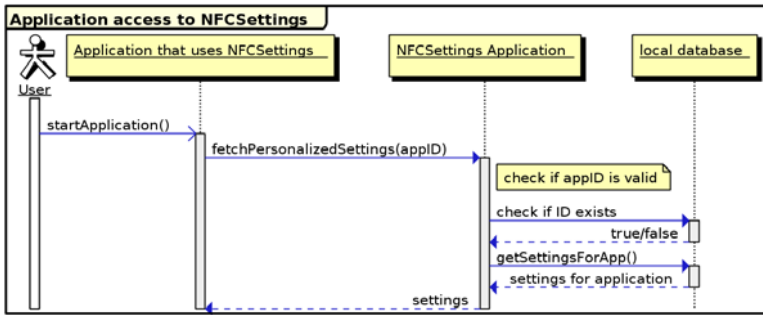 Application access to NFCSettings
Application that uses NFCSettings
NFCSettings Application
local database
User
startApplication()
fetchPersonalizedSettings(appID)
check if appID is valid
check if ID exists
true/false
getSettingsForApp()
settings for application
settings